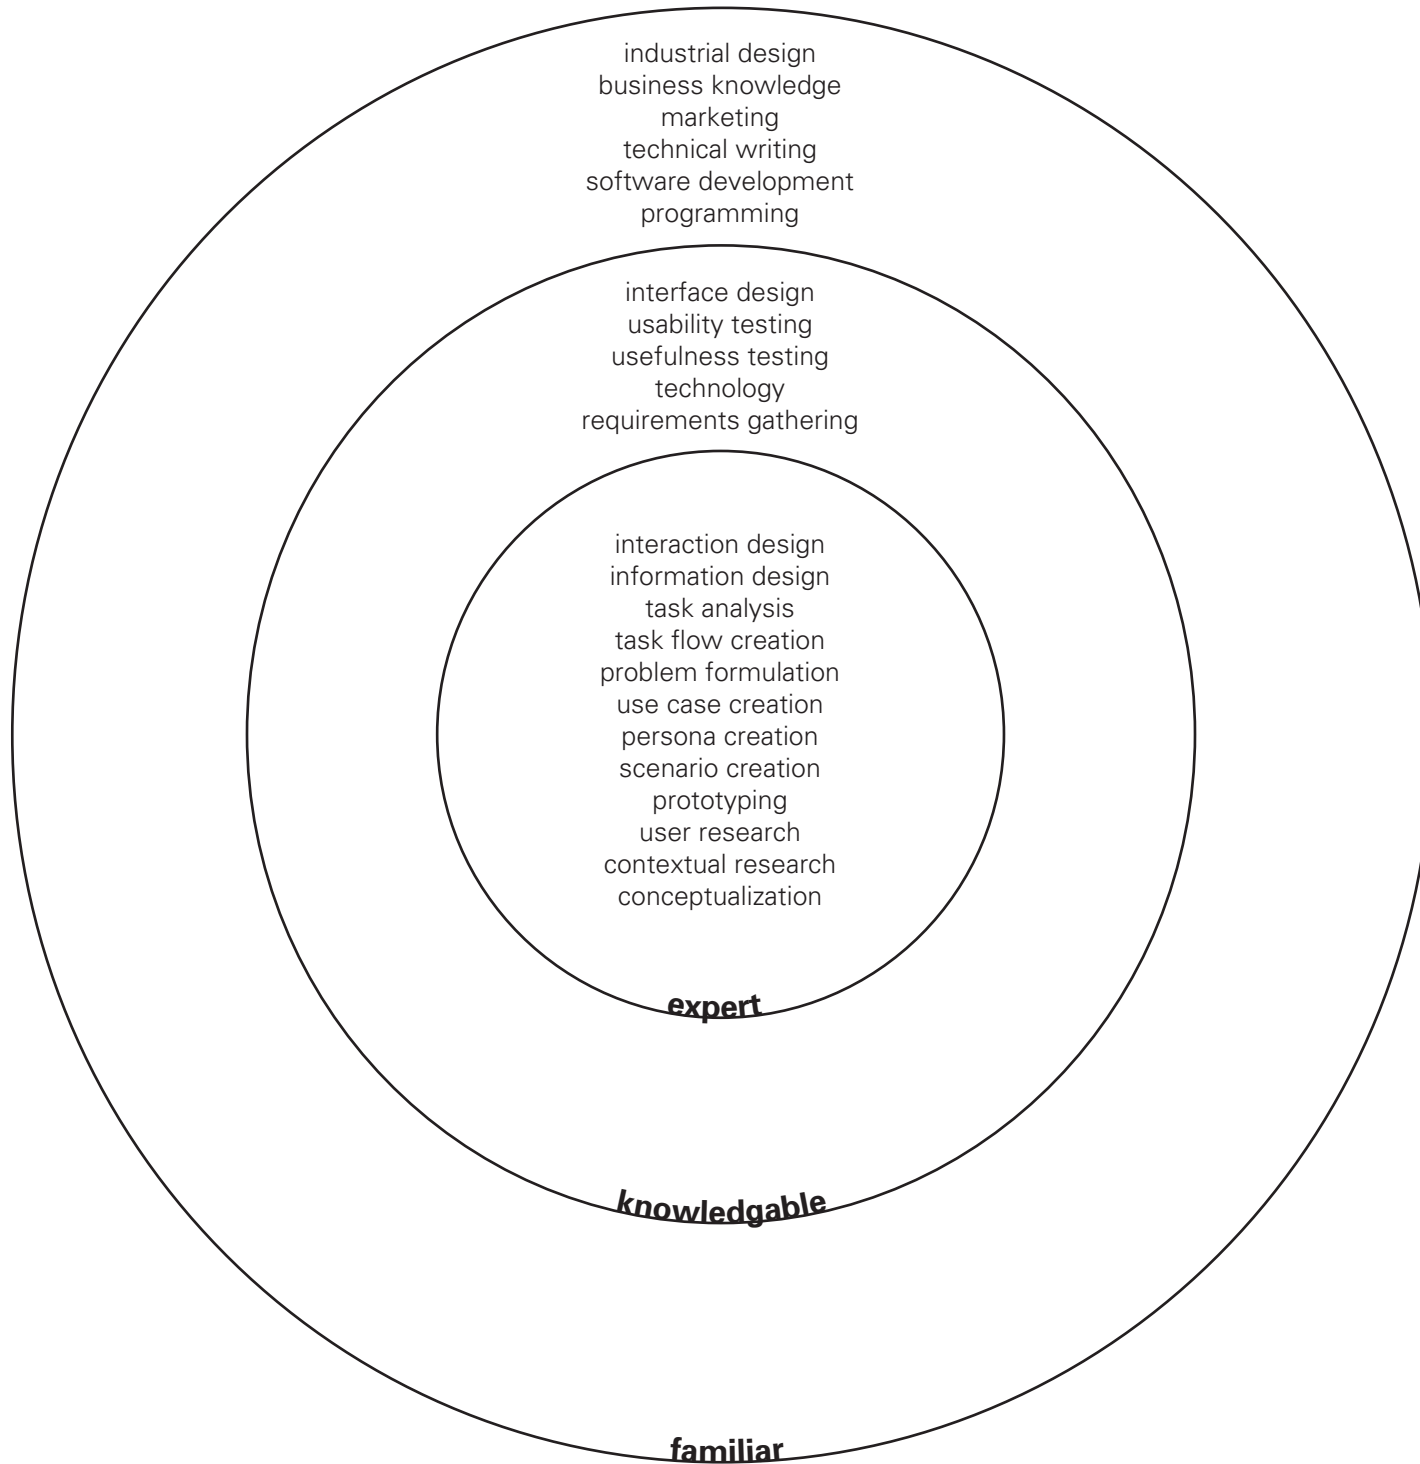 industrial design
business knowledge
marketing
technical writing
software development
programming
interface design
usability testing
usefulness testing
technology
requirements gathering
interaction design
information design
task analysis
task flow creation
problem formulation
use case creation
persona creation
scenario creation
prototyping
user research
contextual research
conceptualization
expert
knowledgable
familiar